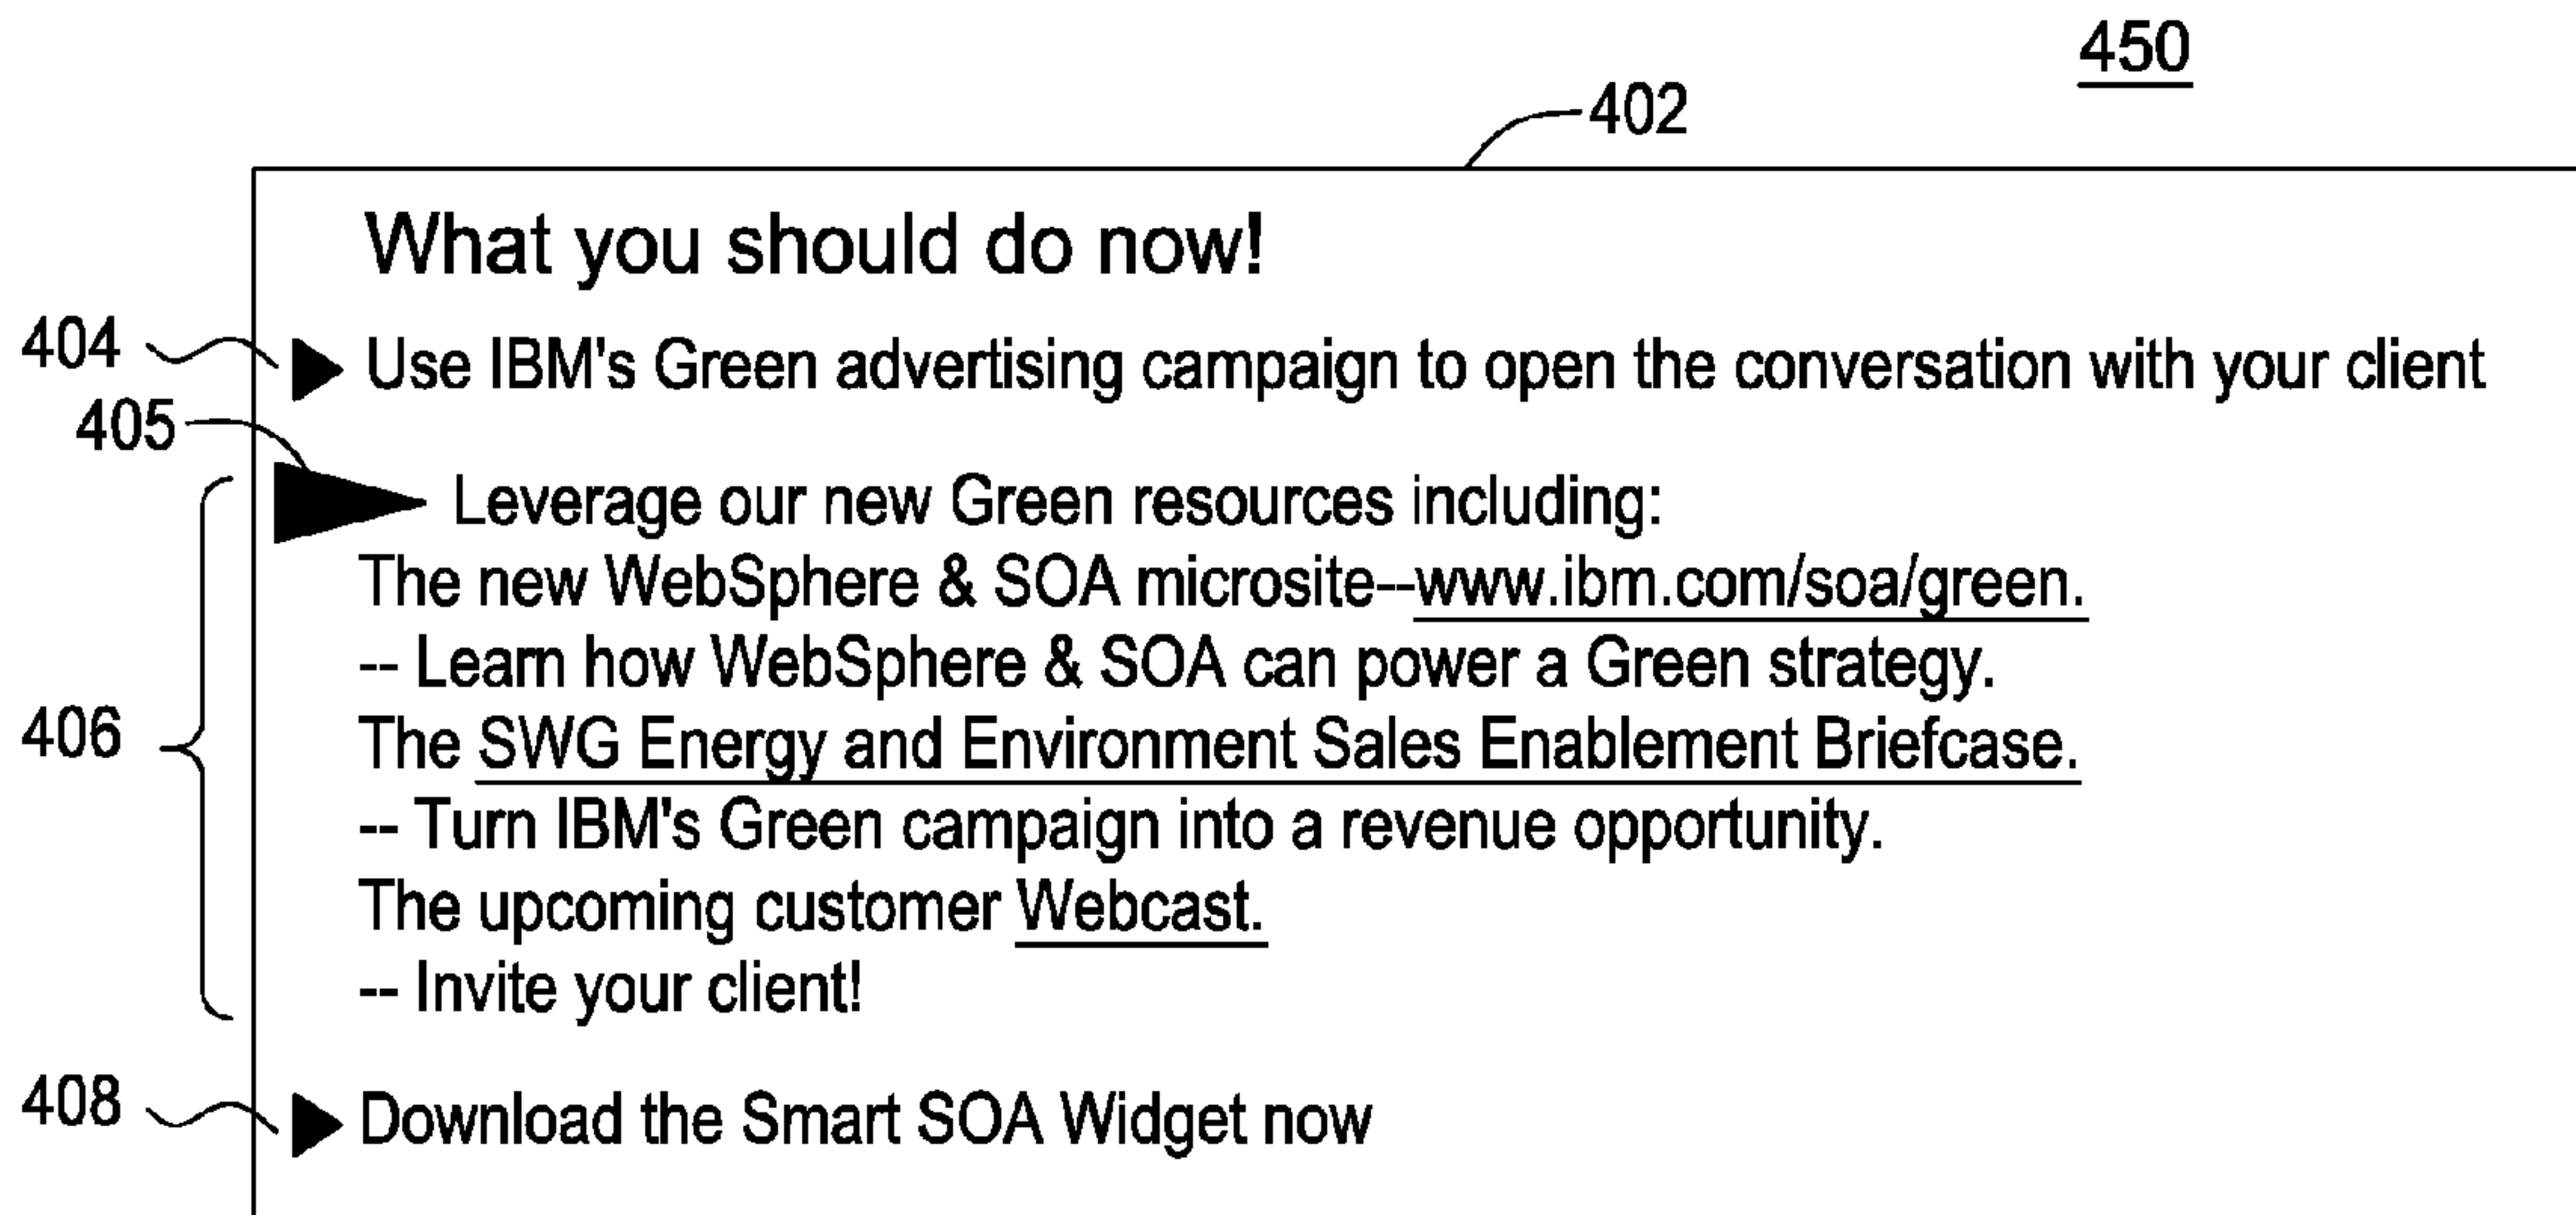 450
402
What you should do now!
404
Use IBM's Green advertising campaign to open the conversation with your client
405
Leverage our new Green resources including:
The new WebSphere & SOA microsite--www.ibm.com/soa/green.
-- Learn how WebSphere & SOA can power a Green strategy.
406
The SWG Energy and Environment Sales Enablement Briefcase.
-- Turn IBM's Green campaign into a revenue opportunity.
The upcoming customer Webcast.
-- Invite your client!
408
Download the Smart SOA Widget now